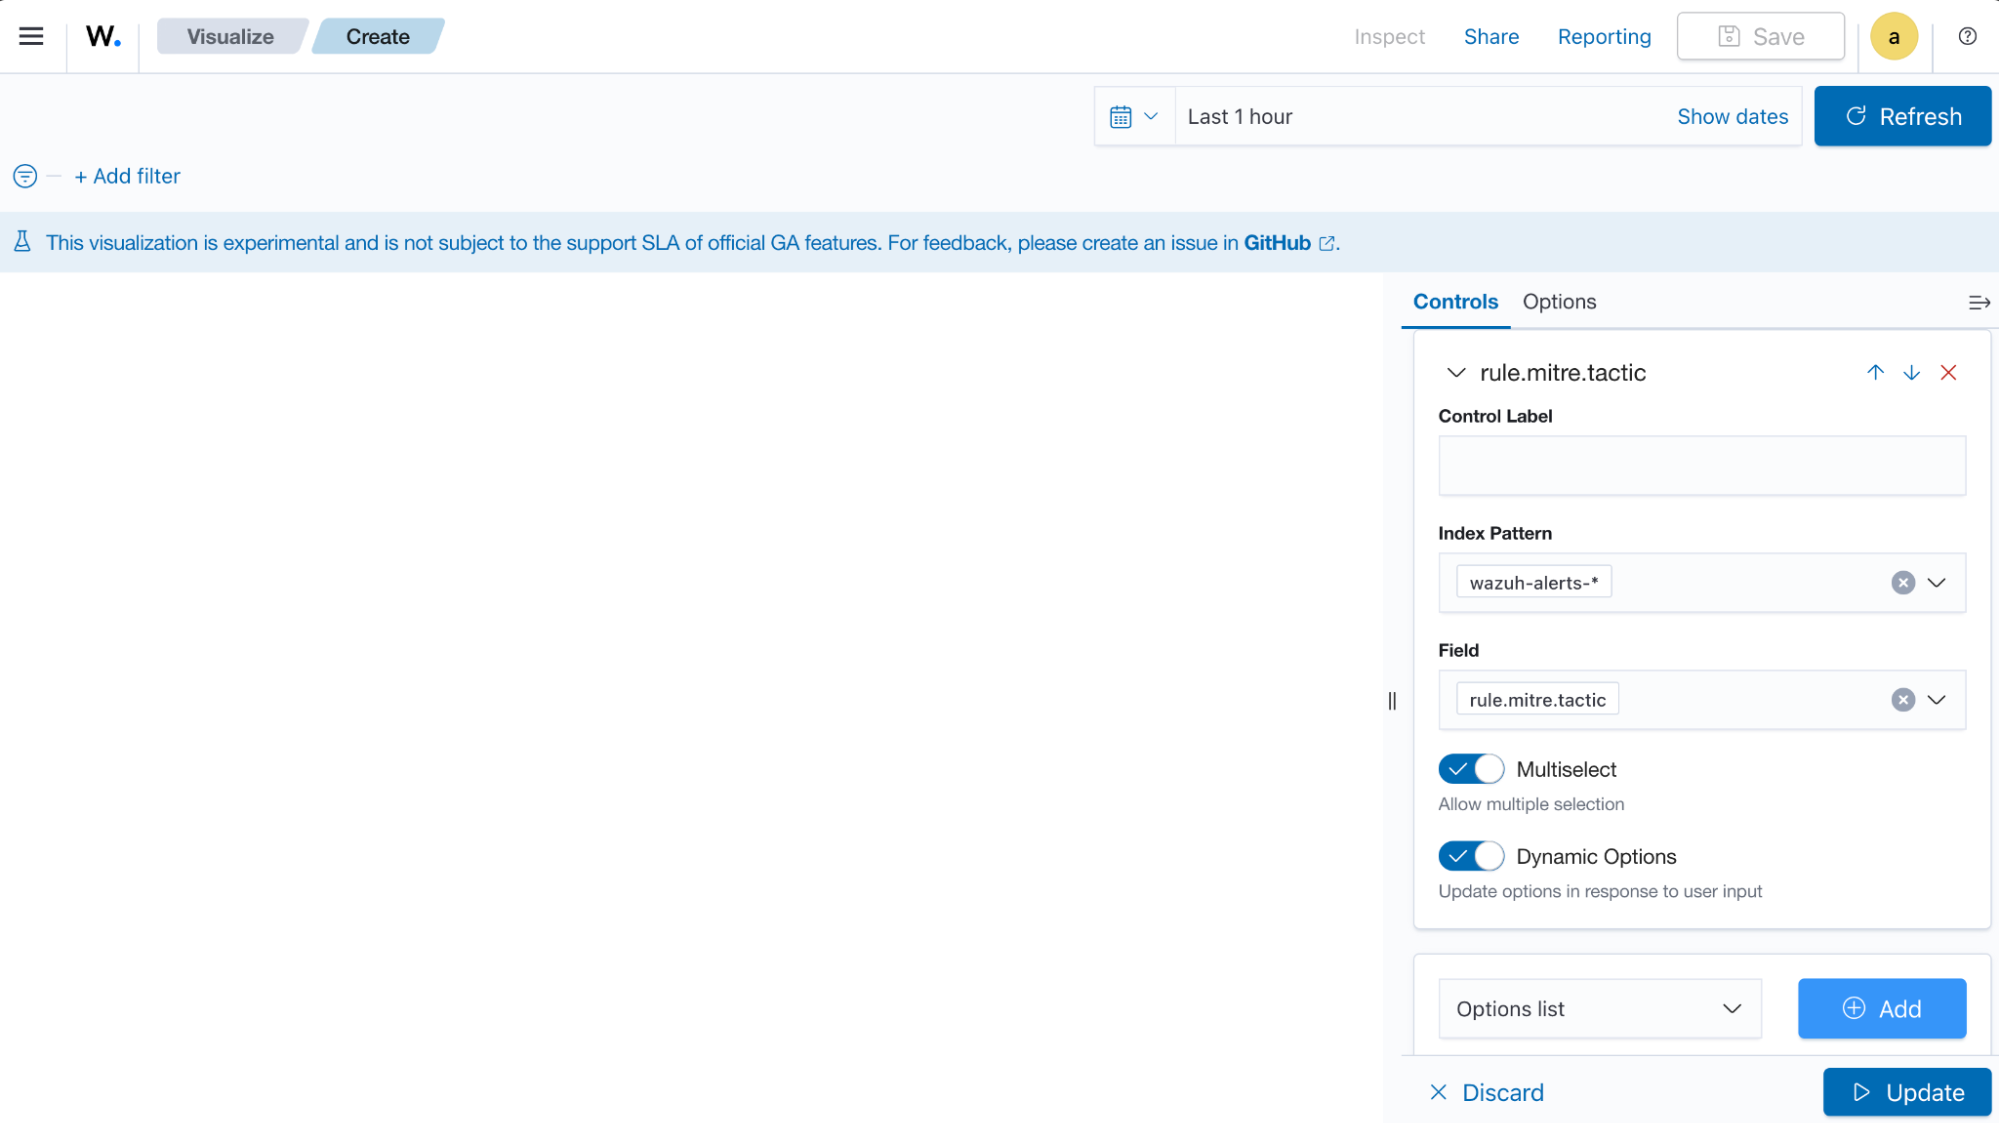 W.
Visualize
Create
Inspect
Share
Reporting
Save
a
Last 1 hour
Show dates
Refresh
+ Add filter
This visualization is experimental and is not subject to the support SLA of official GA features. For feedback, please create an issue in GitHub .
Controls
Options
rule.mitre.tactic
Control Label
Index Pattern
wazuh-alerts-*
Field
rule.mitre.tactic
Multiselect
Allow multiple selection
Dynamic Options
Update options in response to user input
Options list
Add
Discard
Update